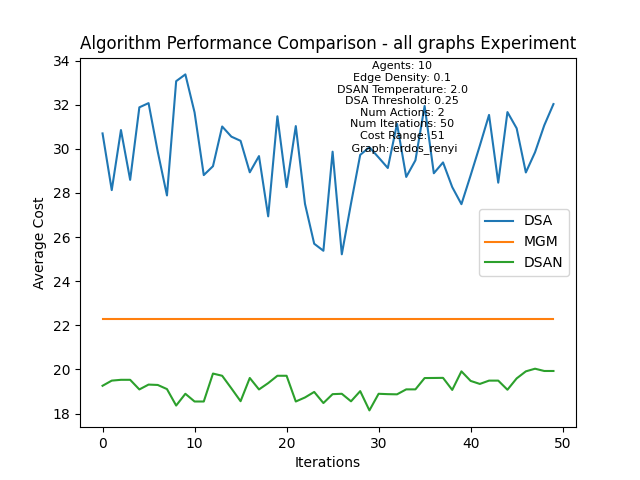 Algorithm Performance Comparison - all graphs Experiment
Agents: 10
Edge Density: 0.1
DSAN Temperature: 2.0
DSA Threshold: 0.25
Num Actions: 2
Num Iterations: 50
Cost Range: 51
Graph: erdos_renyi
34
32
30
28
26
24
22
20
18
Average Cost
DSA
MGM
DSAN
0
10
20
30
40
50
Iterations